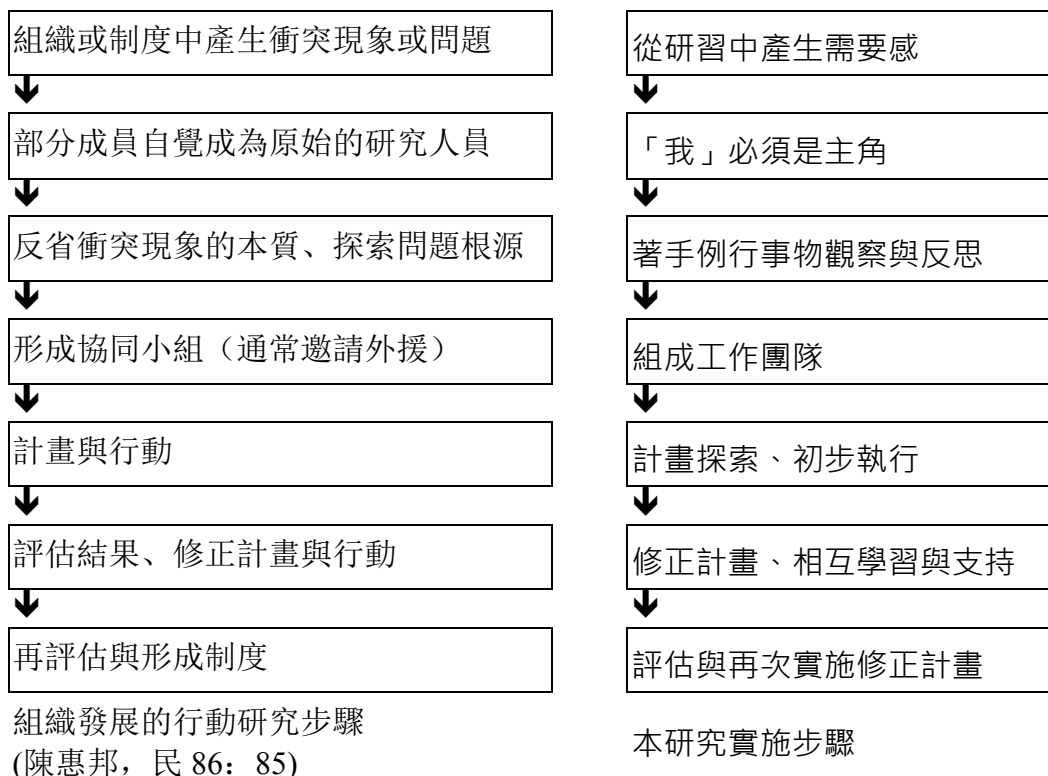 組織或制度中產生衝突現象或問題
部分成員自覺成為原始的研究人員
反省衝突現象的本質、探索問題根源
形成協同小組（通常邀請外援）
計畫與行動
評估結果、修正計畫與行動
再評估與形成制度
組織發展的行動研究步驟
(陳惠邦，民 86：85)
從研習中產生需要感
「我」必須是主角
著手例行事物觀察與反思
組成工作團隊
計畫探索、初步執行
修正計畫、相互學習與支持
評估與再次實施修正計畫
本研究實施步驟